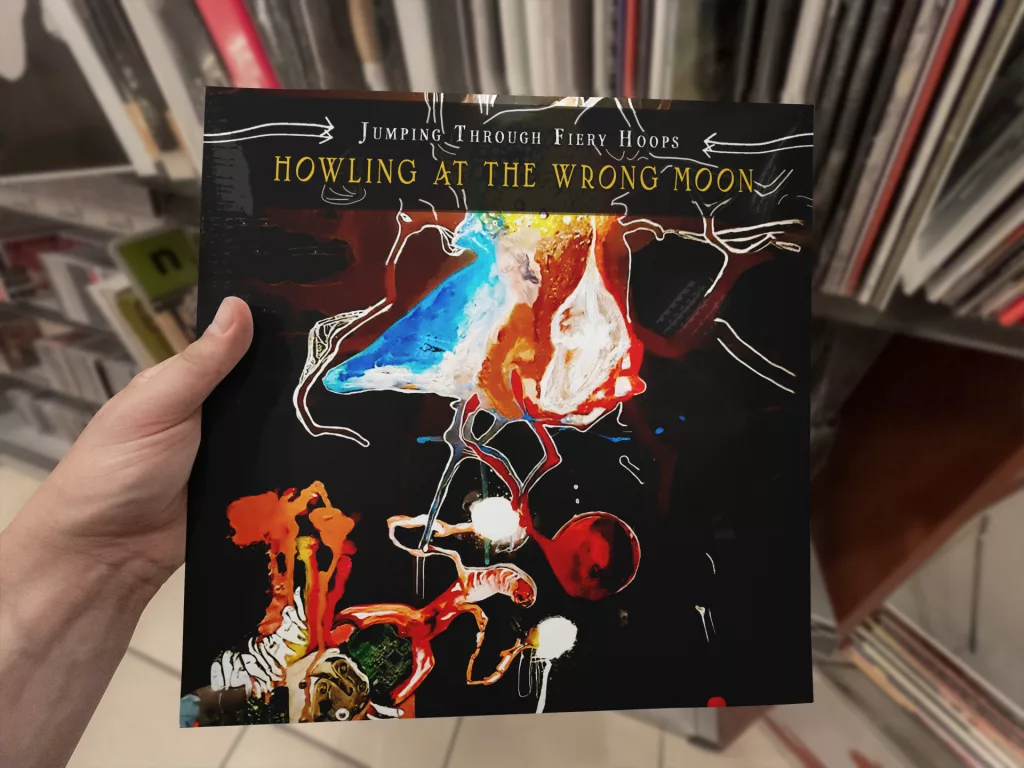 Jumping Through Fiery Hoops
HOWLING AT THE WRONG MOON
n